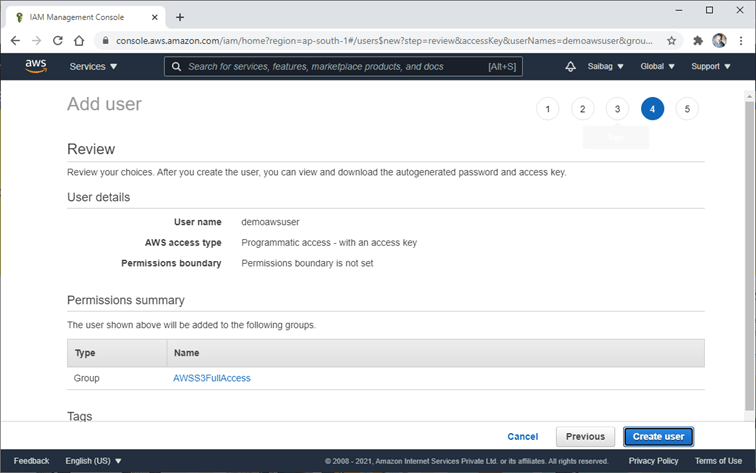 IAM Management Console
console.aws.amazon.com/iam/home?region=ap-south-1#/users$new?step=review&accessKey&userNames=demoawsuser&grou...
aws Services Search for services, features, marketplace products, and docs [Alt+S] Saibag Global Support
Add user 1 2 3 4 5
Review
Review your choices. After you create the user, you can view and download the autogenerated password and access key.
User details
User name demoawsuser
AWS access type Programmatic access - with an access key
Permissions boundary Permissions boundary is not set
Permissions summary
The user shown above will be added to the following groups.
Type Name
Group AWSS3FullAccess
Tags
Cancel Previous Create user
Feedback English (US) © 2008 - 2021, Amazon Internet Services Private Ltd. or its affiliates. All rights reserved. Privacy Policy Terms of Use